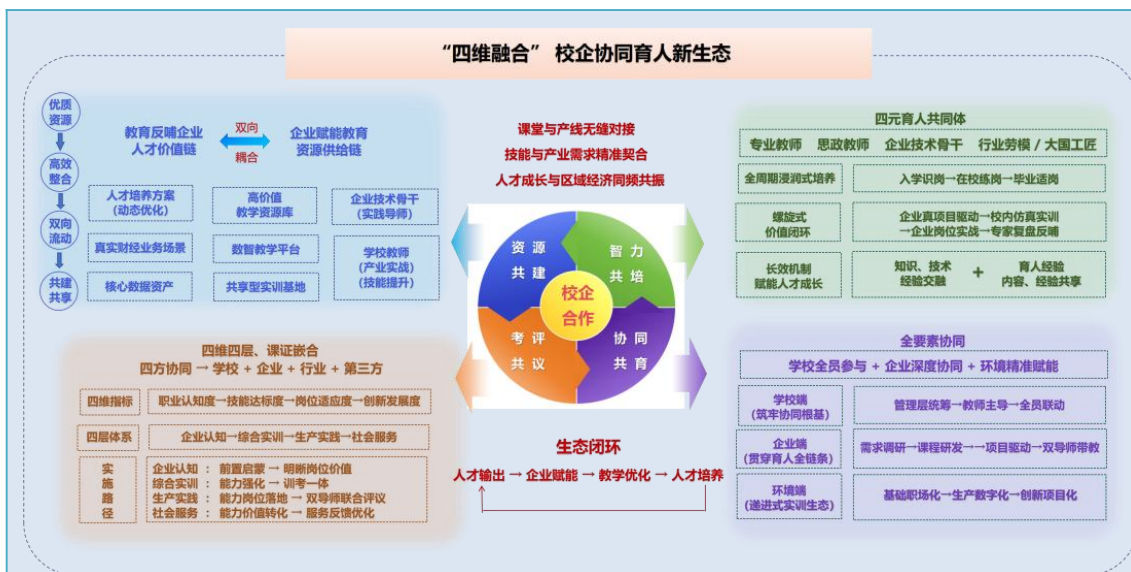 “四维融合” 校企协同育人新生态
优质
资源
高效
整合
双向
流动
共建
共享
教育反哺企业
人才价值链
双向
耦合
企业赋能教育
资源供给链
人才培养方案
(动态优化)
高价值
教学资源库
企业技术骨干
(实践导师)
真实财经业务场景
数智教学平台
学校教师
(产业实战)
(技能提升)
核心数据资产
共享型实训基地
课堂与产线无缝对接
技能与产业需求精准契合
人才成长与区域经济同频共振
资源
共建
智力
共培
校企
合作
考评
共议
协同
共育
四元育人共同体
专业教师 思政教师 企业技术骨干 行业劳模 / 大国工匠
全周期浸润式培养
入学识岗→在校练岗→毕业适岗
螺旋式
价值闭环
企业真项目驱动→校内仿真实训
→企业岗位实战→专家复盘反哺
长效机制
赋能人才成长
知识、技术
经验交融
+
育人经验
内容、经验共享
四维四层、课证嵌合
四方协同 → 学校 + 企业 + 行业 + 第三方
四维指标
职业认知度→技能达标度→岗位适应度→创新发展度
四层体系
企业认知→综合实训→生产实践→社会服务
实
施
路
径
企业认知 : 前置启蒙 → 明晰岗位价值
综合实训 : 能力强化 → 训考一体
生产实践 : 能力岗位落地 → 双导师联合评议
社会服务 : 能力价值转化 → 服务反馈优化
生态闭环
人才输出 → 企业赋能 → 教学优化 → 人才培养
全要素协同
学校全员参与 + 企业深度协同 + 环境精准赋能
学校端
(筑牢协同根基)
管理层统筹→教师主导→全员联动
企业端
(贯穿育人全链条)
需求调研→课程研发→→项目驱动→双导师带教
环境端
(递进式实训生态)
基础职场化→生产数字化→创新项目化